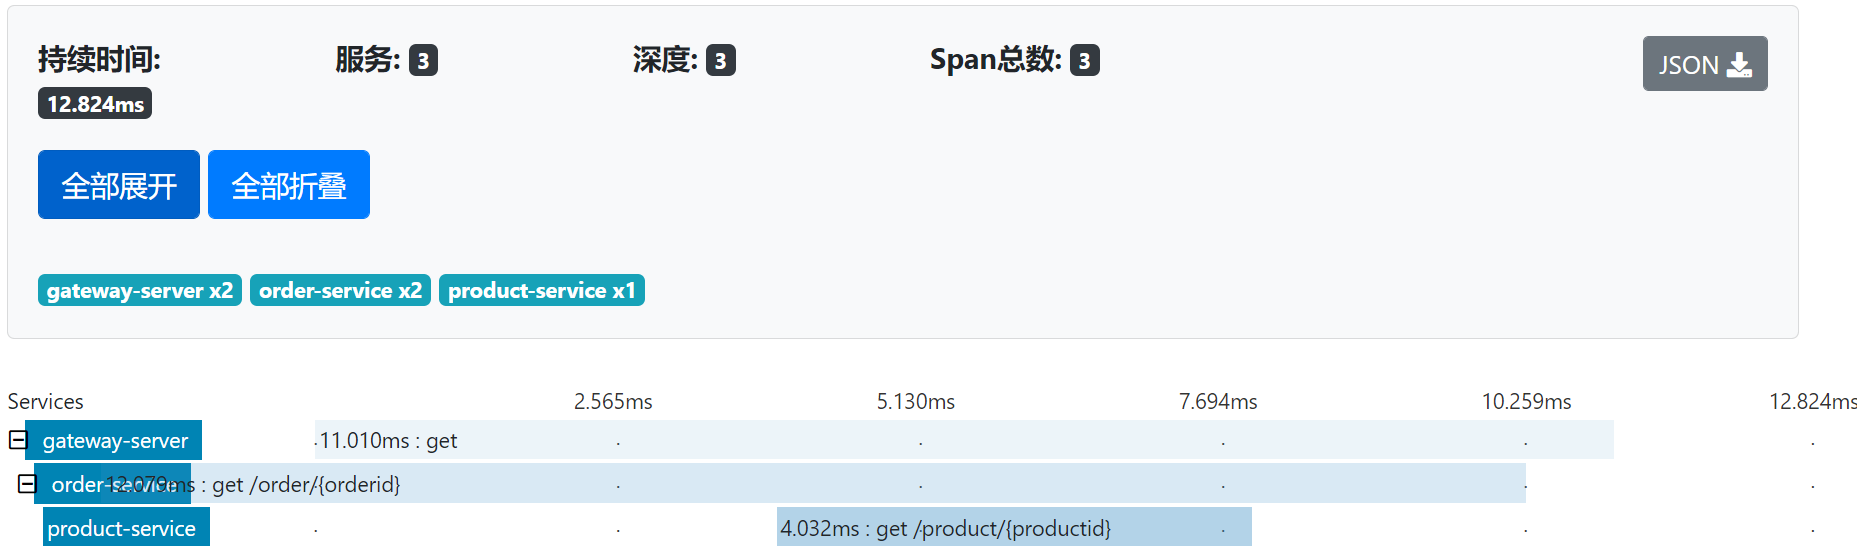 持续时间: 服务: 3 深度: 3 Span总数: 3 JSON
12.824ms
全部展开 全部折叠
gateway-server x2 order-service x2 product-service x1
Services 2.565ms 5.130ms 7.694ms 10.259ms 12.824ms
gateway-server 11.010ms : get
order-service 12.079ms : get /order/{orderid}
product-service 4.032ms : get /product/{productid}